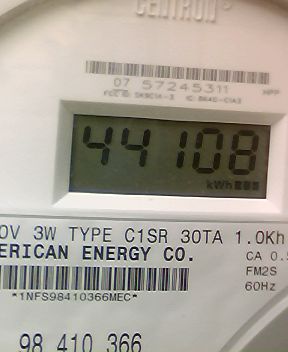 CENTRON®
07 57245311
44108
kWh
0V 3W TYPE C1SR 30TA 1.0Kh
ERICAN ENERGY CO. CA 0.5
FM2S
*1NFS98410366MEC* 60Hz
98 410 366